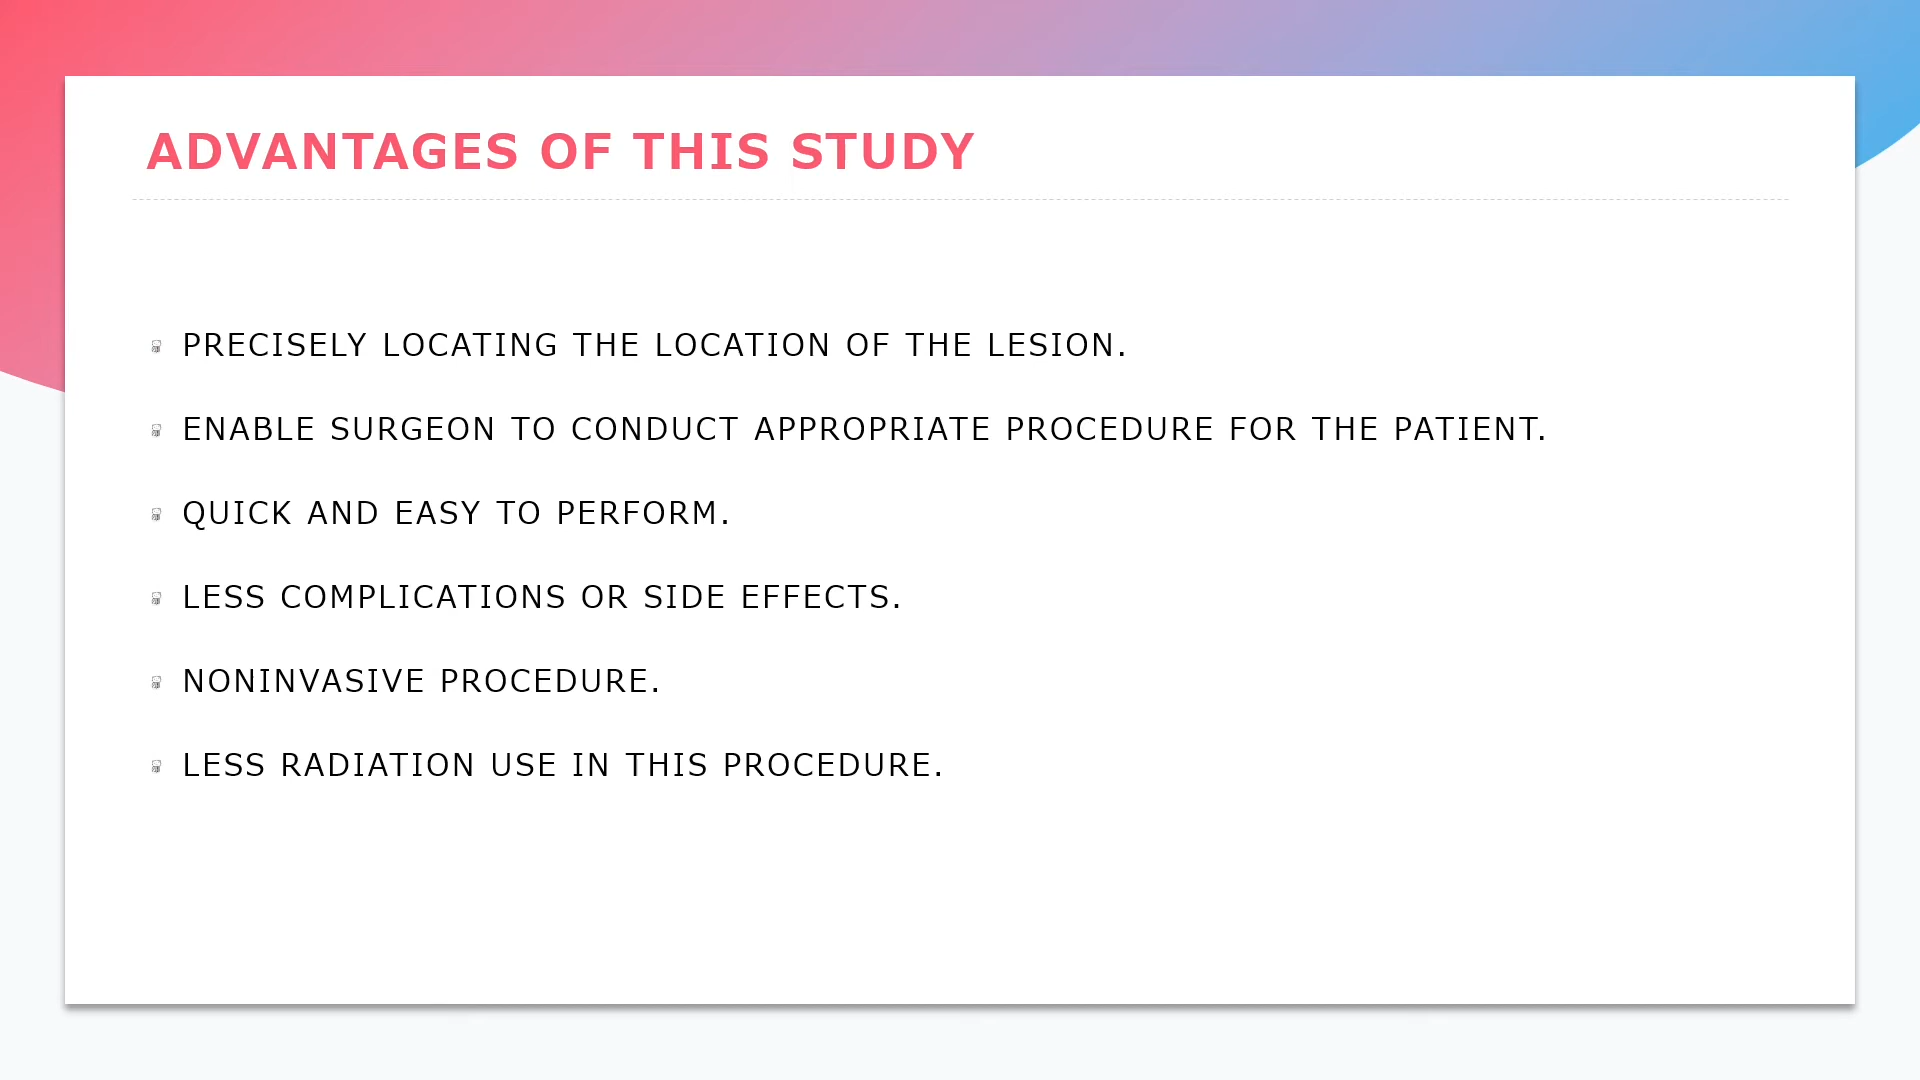 ADVANTAGES OF THIS STUDY
PRECISELY LOCATING THE LOCATION OF THE LESION.
ENABLE SURGEON TO CONDUCT APPROPRIATE PROCEDURE FOR THE PATIENT.
QUICK AND EASY TO PERFORM.
LESS COMPLICATIONS OR SIDE EFFECTS.
NONINVASIVE PROCEDURE.
LESS RADIATION USE IN THIS PROCEDURE.